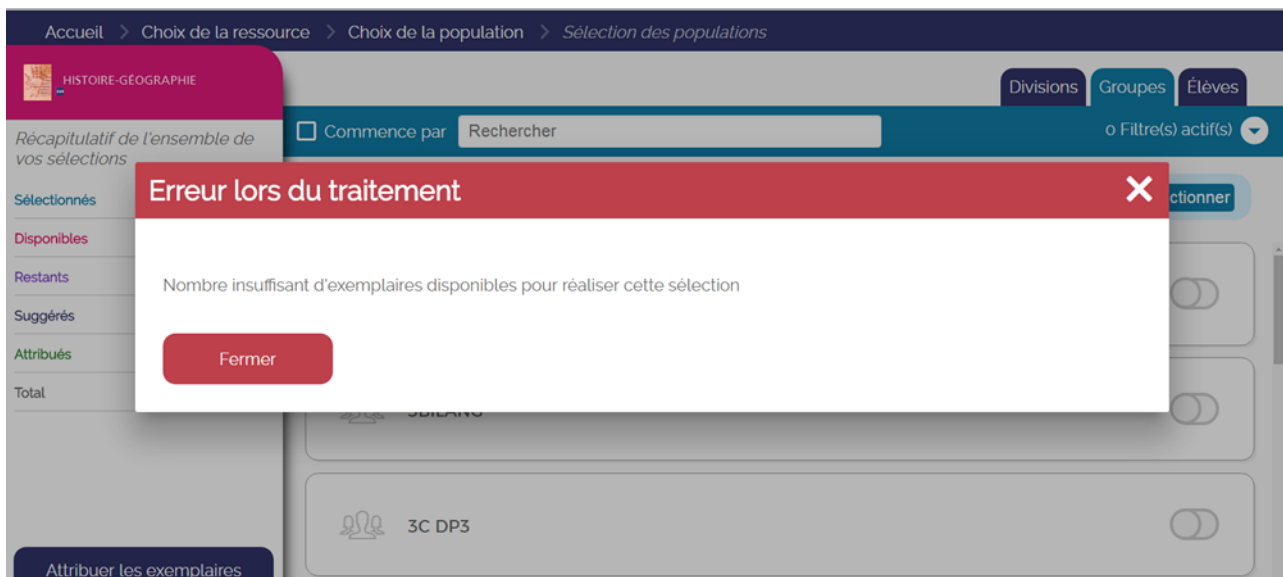 Accueil > Choix de la ressource > Choix de la population > Sélection des populations
HISTOIRE-GÉOGRAPHIE
Divisions Groupes Élèves
Récapitulatif de l'ensemble de
vos sélections
Commence par Rechercher 0 Filtre(s) actif(s)
Sélectionnés
Disponibles
Restants
Suggérés
Attribués
Total
ctionner
Erreur lors du traitement
Nombre insuffisant d'exemplaires disponibles pour réaliser cette sélection
Fermer
3BILANG
3C DP3
Attribuer les exemplaires